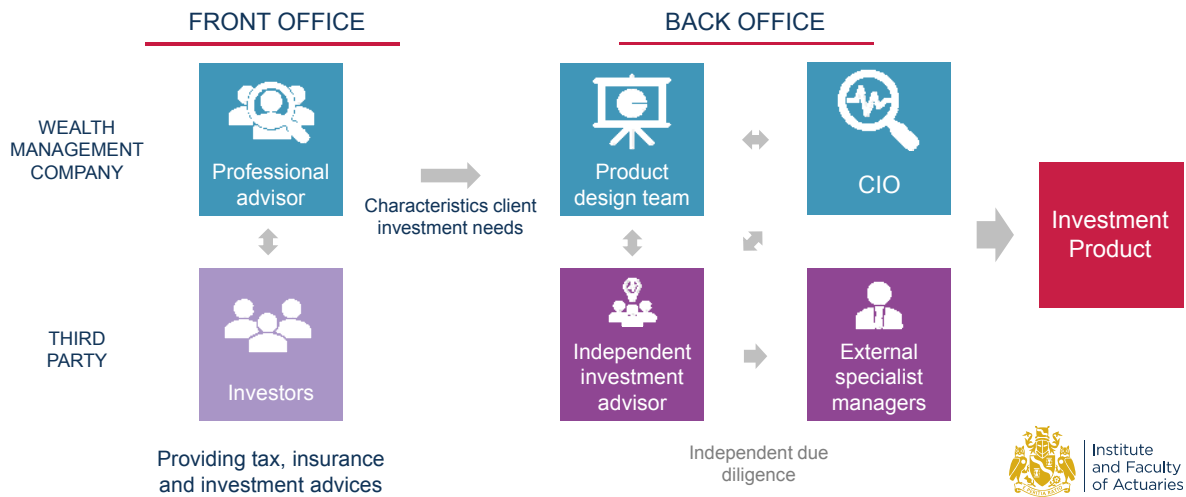 FRONT OFFICE
BACK OFFICE
WEALTH
MANAGEMENT
COMPANY
Professional
advisor
Characteristics client
investment needs
Product
design team
CIO
Investment
Product
THIRD
PARTY
Investors
Independent
investment
advisor
External
specialist
managers
Providing tax, insurance
and investment advices
Independent due
diligence
Institute
and Faculty
of Actuaries